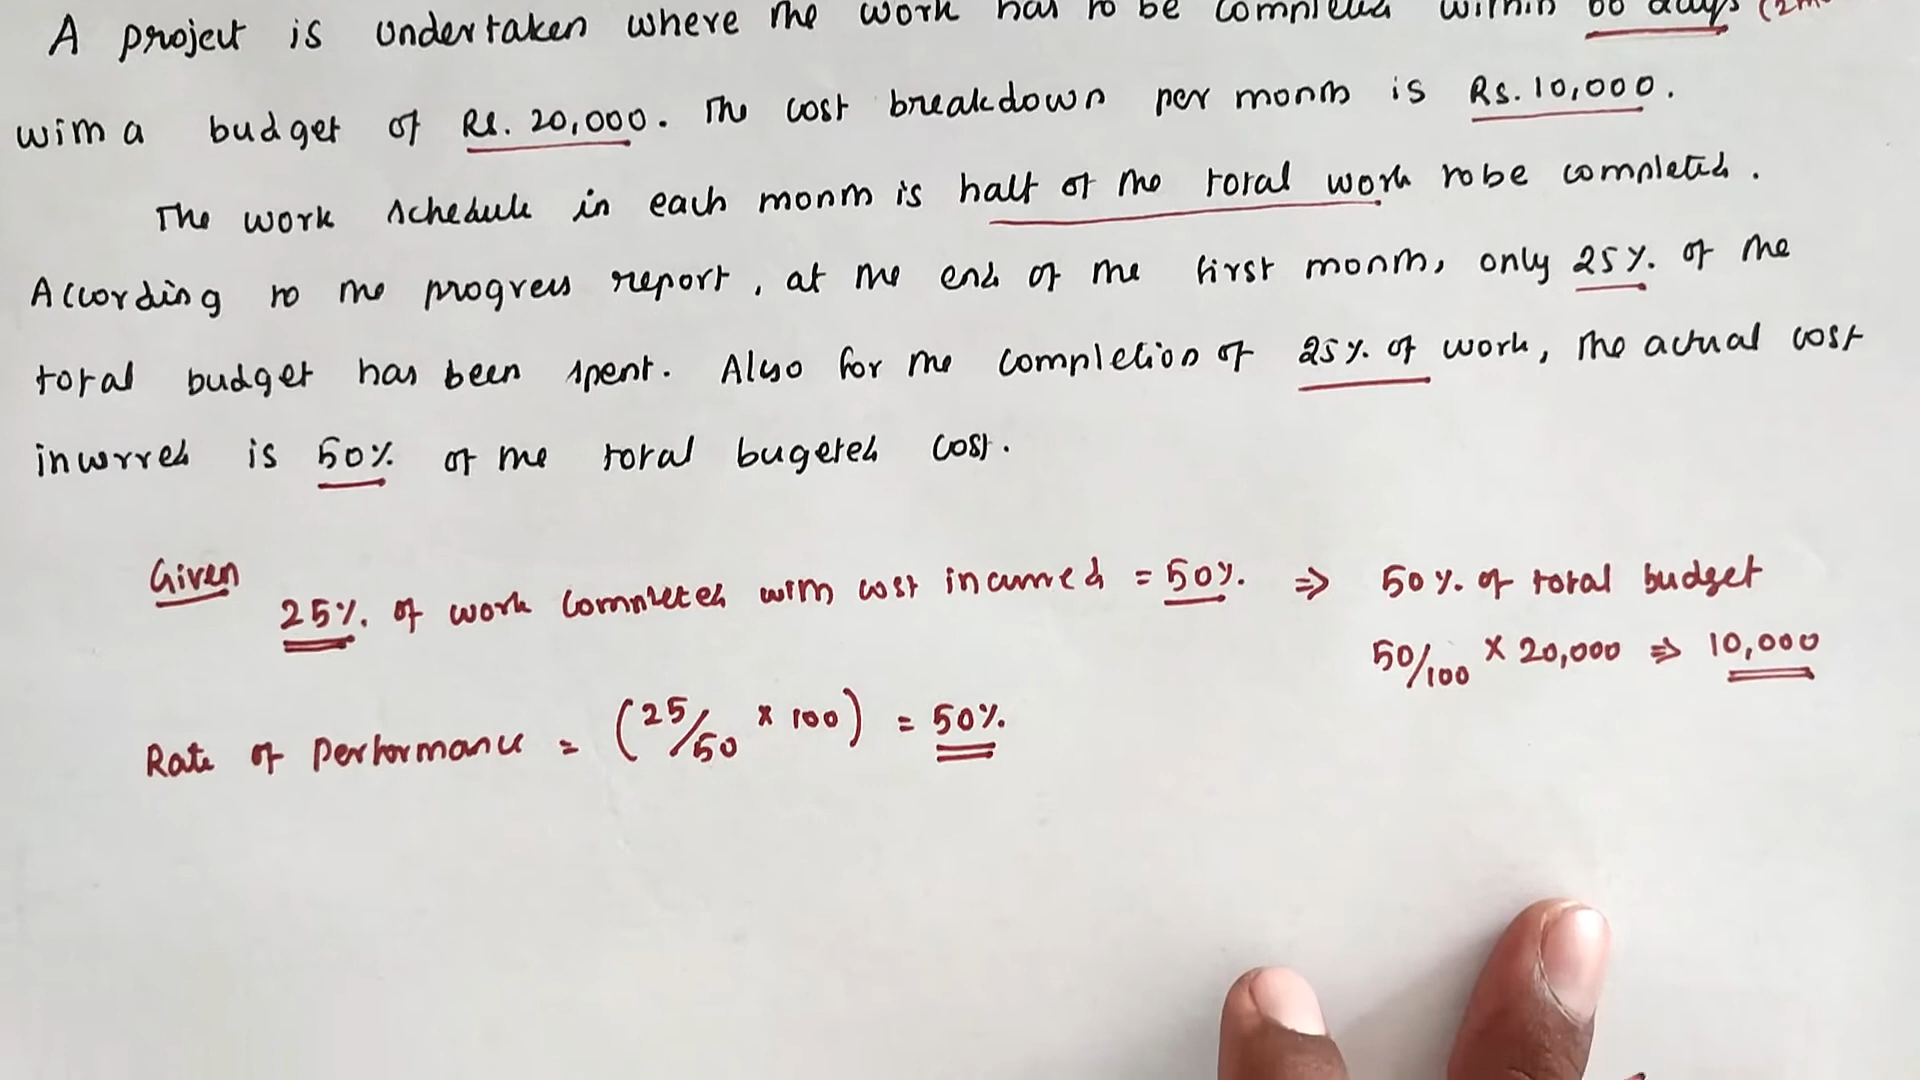 A project is undertaken where the work has to be completed within 60 days (2m
with a budget of Rs. 20,000. The cost breakdown per month is Rs. 10,000.
The work schedule in each month is half of the total work to be completed.
According to the progress report, at the end of the first month, only 25% of the
total budget has been spent. Also for the completion of 25% of work, the actual cost
incurred is 50% of the total bugeted cost.
Given
25% of work completed with cost incurred = 50% ⇒ 50% of total budget
50/100 × 20,000 ⇒ 10,000
Rate of Performance = (25/50 × 100) = 50%